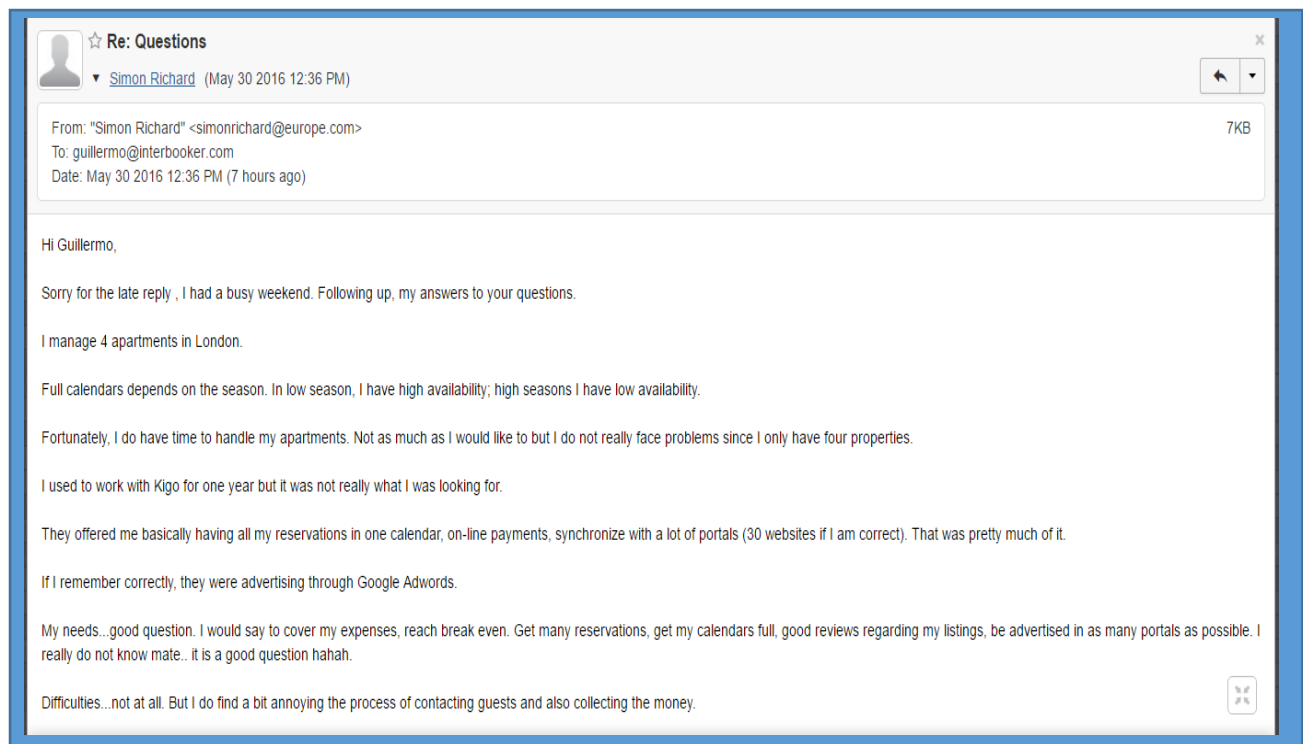 Re: Questions
Simon Richard (May 30 2016 12:36 PM)
From: "Simon Richard" <simonrichard@europe.com>
7KB
To: guillermo@interbooker.com
Date: May 30 2016 12:36 PM (7 hours ago)
Hi Guillermo,
Sorry for the late reply , I had a busy weekend. Following up, my answers to your questions.
I manage 4 apartments in London.
Full calendars depends on the season. In low season, I have high availability; high seasons I have low availability.
Fortunately, I do have time to handle my apartments. Not as much as I would like to but I do not really face problems since I only have four properties.
I used to work with Kigo for one year but it was not really what I was looking for.
They offered me basically having all my reservations in one calendar, on-line payments, synchronize with a lot of portals (30 websites if I am correct). That was pretty much of it.
If I remember correctly, they were advertising through Google Adwords.
My needs...good question. I would say to cover my expenses, reach break even. Get many reservations, get my calendars full, good reviews regarding my listings, be advertised in as many portals as possible. I
really do not know mate.. it is a good question hahah.
Difficulties...not at all. But I do find a bit annoying the process of contacting guests and also collecting the money.